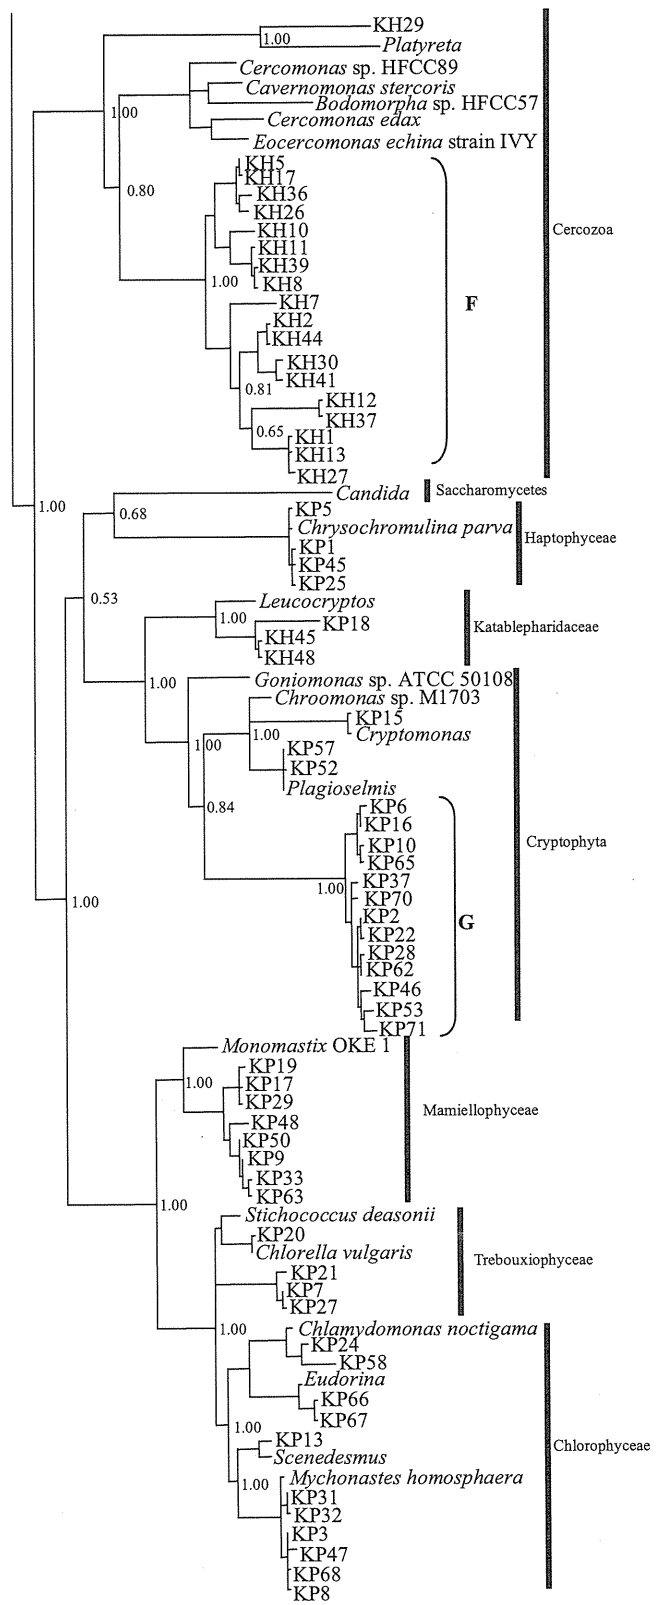 KH29
1.00
Platyreta
Cercomonas sp. HFCC89
Cavernomonas stercoris
Bodomorpha sp. HFCC57
1.00
Cercomonas edax
Eocercomonas echina strain IVY
KH5
KH17
0.80
KH36
KH26
KH10
Cercozoa
KH11
KH39
1.00
KH8
KH7
F
KH2
KH44
KH30
KH41
0.81
KH12
KH37
0.65
KH1
KH13
KH27
Candida
Saccharomycetes
1.00
KP5
0.68
Chrysochromulina parva
Haptophyceae
KP1
KP45
KP25
0.53
Leucocryptos
1.00
KP18
Katablepharidaceae
KH45
KH48
1.00
Goniomonas sp. ATCC 50108
Chroomonas sp. M1703
KP15
1.00
Cryptomonas
1.00
KP57
KP52
Plagioselmis
0.84
KP6
KP16
KP10
Cryptophyta
KP65
KP37
1.00
KP70
1.00
KP2
G
KP22
KP28
KP62
KP46
KP53
KP71
Monomastix OKE 1
KP19
1.00
KP17
KP29
Mamiellophyceae
KP48
KP50
KP9
KP33
KP63
1.00
Stichococcus deasonii
KP20
Chlorella vulgaris
Trebouxiophyceae
KP21
KP7
KP27
1.00
Chlamydomonas noctigama
KP24
KP58
Eudorina
KP66
KP67
1.00
KP13
Chlorophyceae
Scenedesmus
Mychonastes homosphaera
1.00
KP31
KP32
KP3
KP47
KP68
KP8